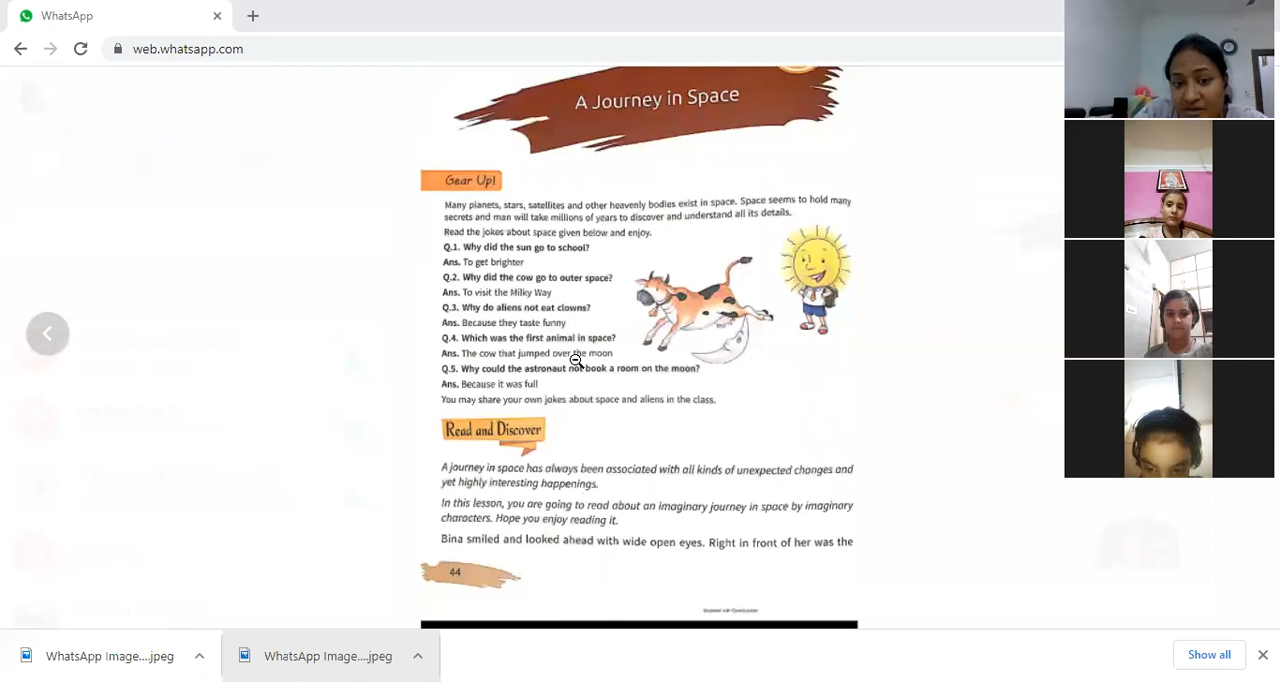 WhatsApp
web.whatsapp.com
A Journey in Space
Gear Up!
Many planets, stars, satellites and other heavenly bodies exist in space. Space seems to hold many
secrets and man will take millions of years to discover and understand all its details.
Read the jokes about space given below and enjoy.
Q.1. Why did the sun go to school?
Ans. To get brighter
Q.2. Why did the cow go to outer space?
Ans. To visit the Milky Way
Q.3. Why do aliens not eat clowns?
Ans. Because they taste funny
Q.4. Which was the first animal in space?
Ans. The cow that jumped over the moon
Q.5. Why could the astronaut not book a room on the moon?
Ans. Because it was full
You may share your own jokes about space and aliens in the class.
Read and Discover
A journey in space has always been associated with all kinds of unexpected changes and
yet highly interesting happenings.
In this lesson, you are going to read about an imaginary journey in space by imaginary
characters. Hope you enjoy reading it.
Bina smiled and looked ahead with wide open eyes. Right in front of her was the
44
WhatsApp Image....jpeg
WhatsApp Image....jpeg
Show all